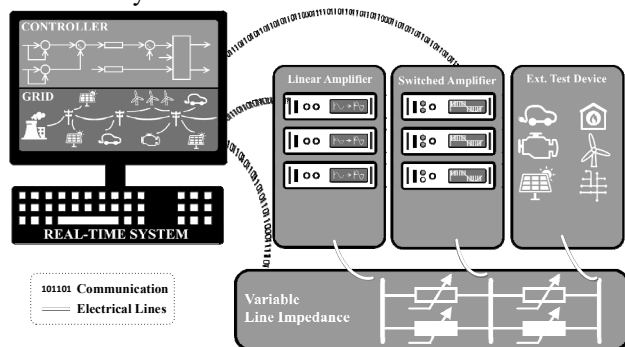 CONTROLLER
GRID
REAL-TIME SYSTEM
Linear Amplifier
Switched Amplifier
Ext. Test Device
101101 Communication
Electrical Lines
Variable
Line Impedance